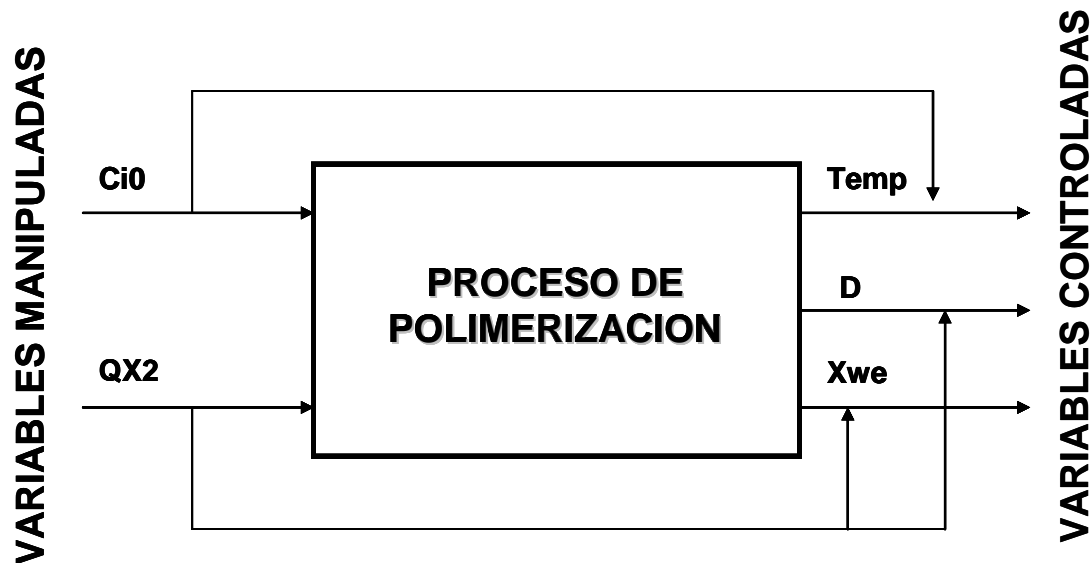 VARIABLES MANIPULADAS
Ci0
QX2
PROCESO DE
POLIMERIZACION
Temp
D
Xwe
VARIABLES CONTROLADAS